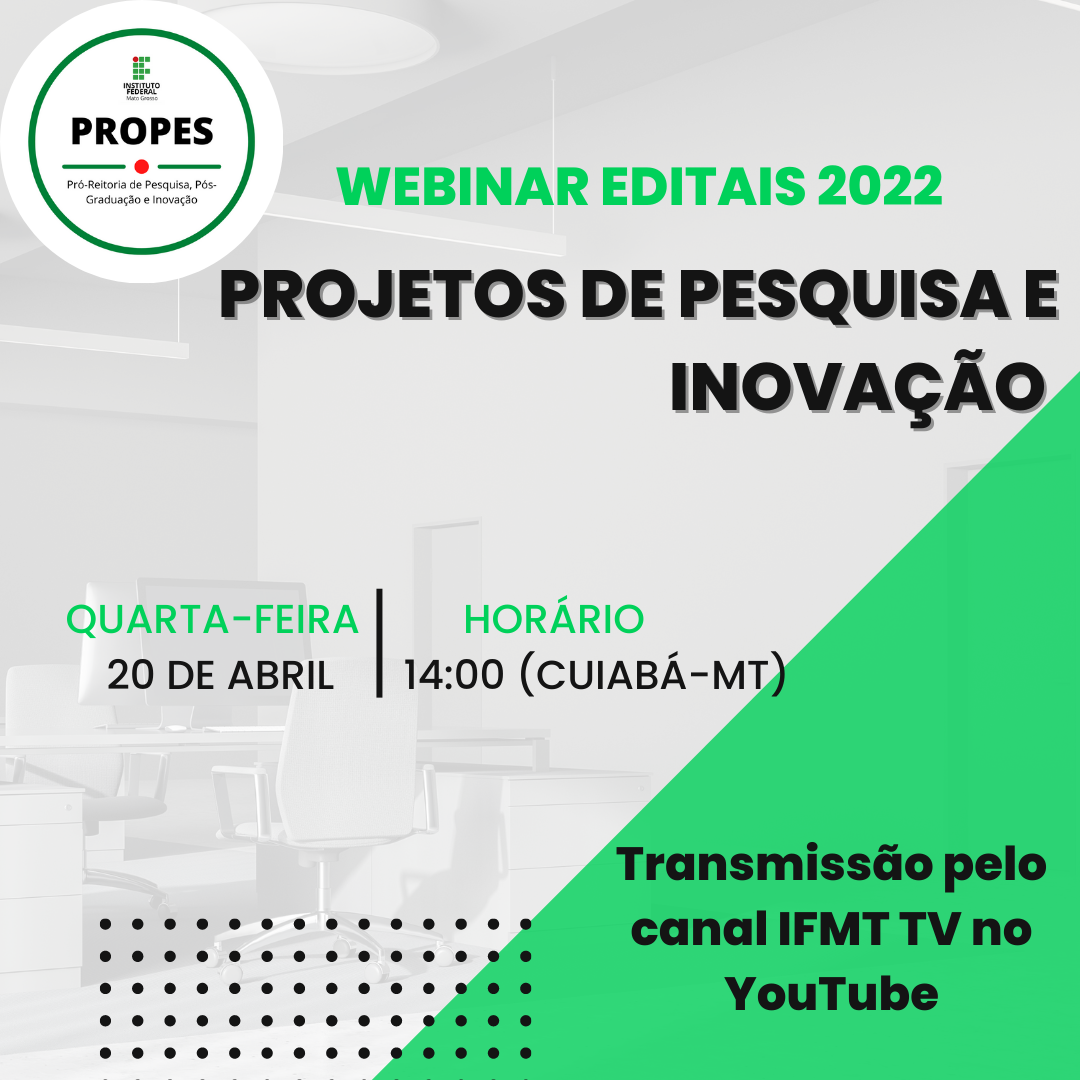 INSTITUTO
FEDERAL
Mato Grosso
PROPES
Pró-Reitoria de Pesquisa, Pós-
Graduação e Inovação
WEBINAR EDITAIS 2022
PROJETOS DE PESQUISA E
INOVAÇÃO
QUARTA-FEIRA
20 DE ABRIL
HORÁRIO
14:00 (CUIABÁ-MT)
Transmissão pelo
canal IFMT TV no
YouTube